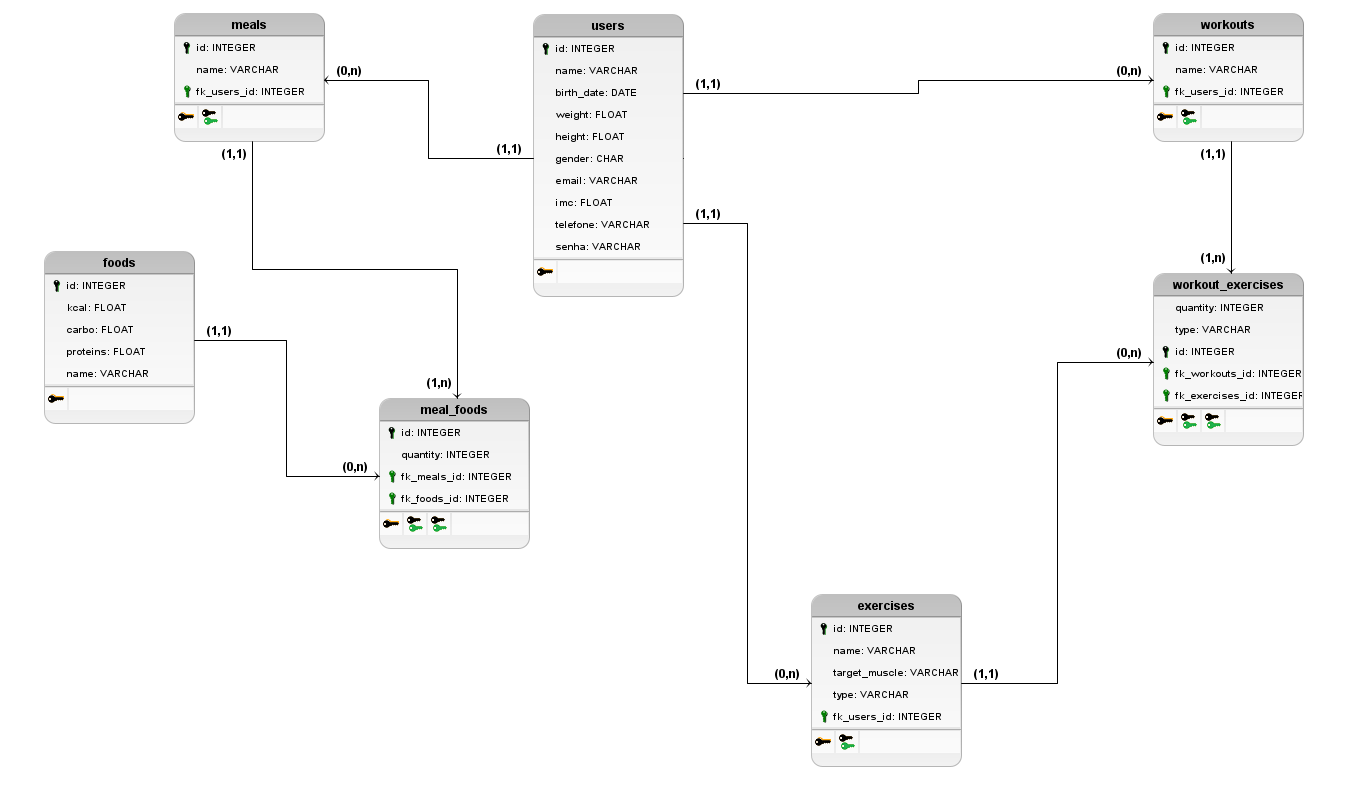 meals
id: INTEGER
name: VARCHAR
fk_users_id: INTEGER
(0,n)
(1,1)
users
id: INTEGER
name: VARCHAR
birth_date: DATE
weight: FLOAT
height: FLOAT
gender: CHAR
email: VARCHAR
imc: FLOAT
telefone: VARCHAR
senha: VARCHAR
(1,1)
(1,1)
(0,n)
workouts
id: INTEGER
name: VARCHAR
fk_users_id: INTEGER
(1,1)
(1,1)
foods
id: INTEGER
kcal: FLOAT
carbo: FLOAT
proteins: FLOAT
name: VARCHAR
(1,1)
(1,n)
(0,n)
meal_foods
id: INTEGER
quantity: INTEGER
fk_meals_id: INTEGER
fk_foods_id: INTEGER
(1,n)
workout_exercises
quantity: INTEGER
type: VARCHAR
id: INTEGER
fk_workouts_id: INTEGER
fk_exercises_id: INTEGER
(0,n)
(0,n)
exercises
id: INTEGER
name: VARCHAR
target_muscle: VARCHAR
type: VARCHAR
fk_users_id: INTEGER
(1,1)